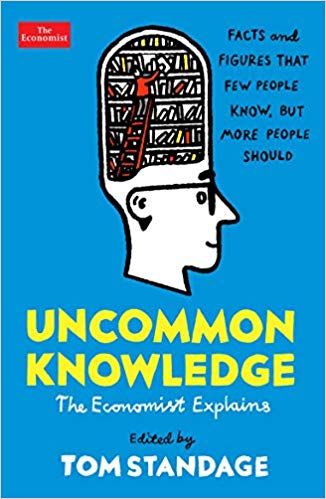 The
Economist
FACTS and
FIGURES THAT
FEW PEOPLE
KNOW, BUT
MORE PEOPLE
SHOULD
UNCOMMON
KNOWLEDGE
The Economist Explains
Edited by
TOM STANDAGE